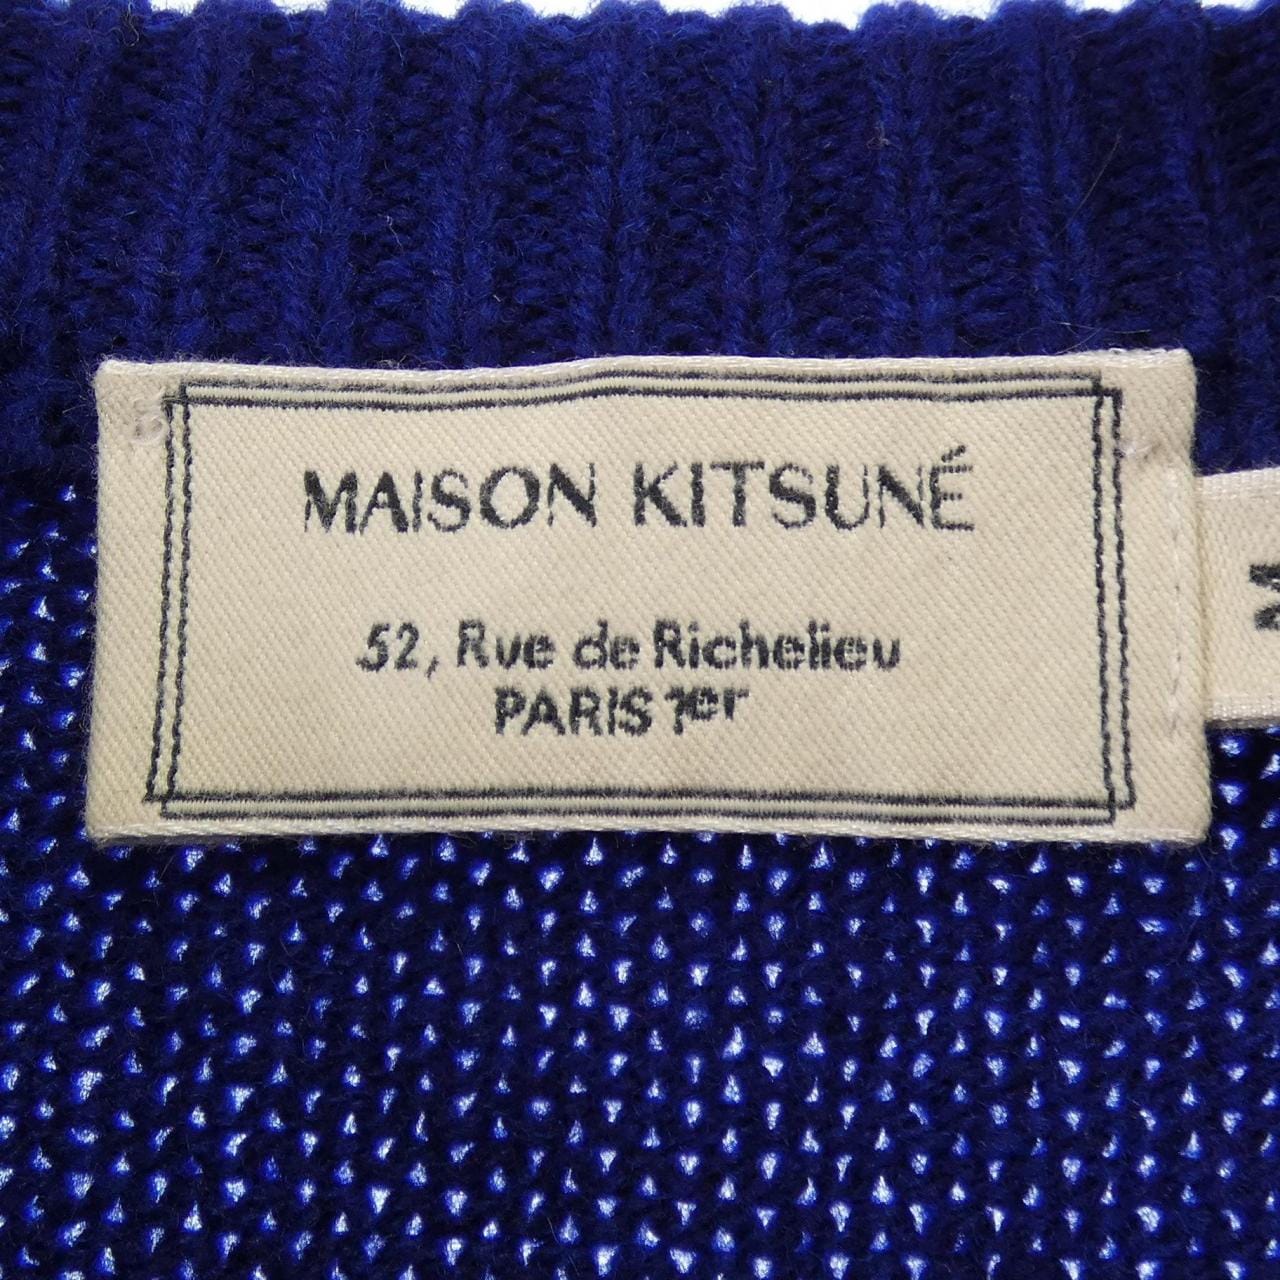 MAISON KITSUNÉ
52, Rue de Richelieu
PARIS 1er
M